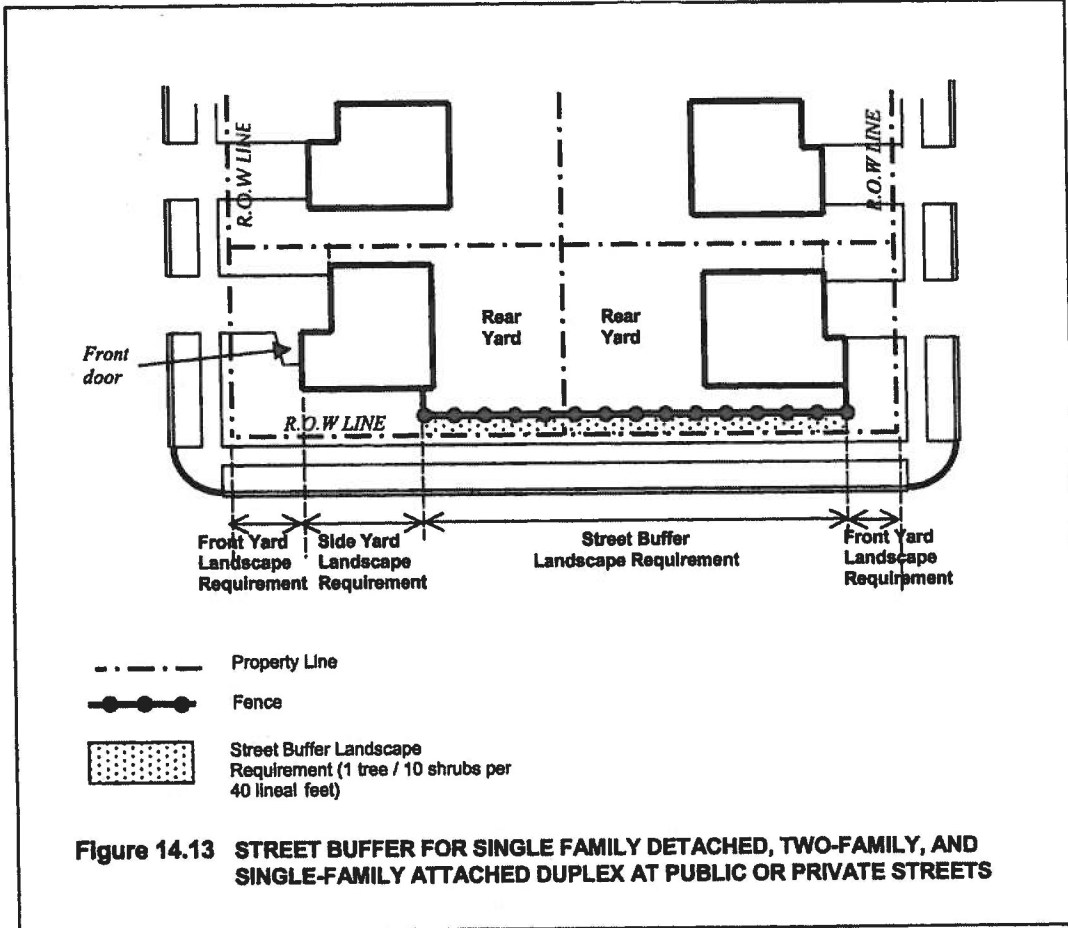 R.O.W LINE
R.O.W LINE
Rear
Yard
Rear
Yard
Front
door
R.O.W LINE
Front Yard
Landscape
Requirement
Side Yard
Landscape
Requirement
Street Buffer
Landscape Requirement
Front Yard
Landscape
Requirement
Property Line
Fence
Street Buffer Landscape
Requirement (1 tree / 10 shrubs per
40 lineal feet)
Figure 14.13 STREET BUFFER FOR SINGLE FAMILY DETACHED, TWO-FAMILY, AND
SINGLE-FAMILY ATTACHED DUPLEX AT PUBLIC OR PRIVATE STREETS